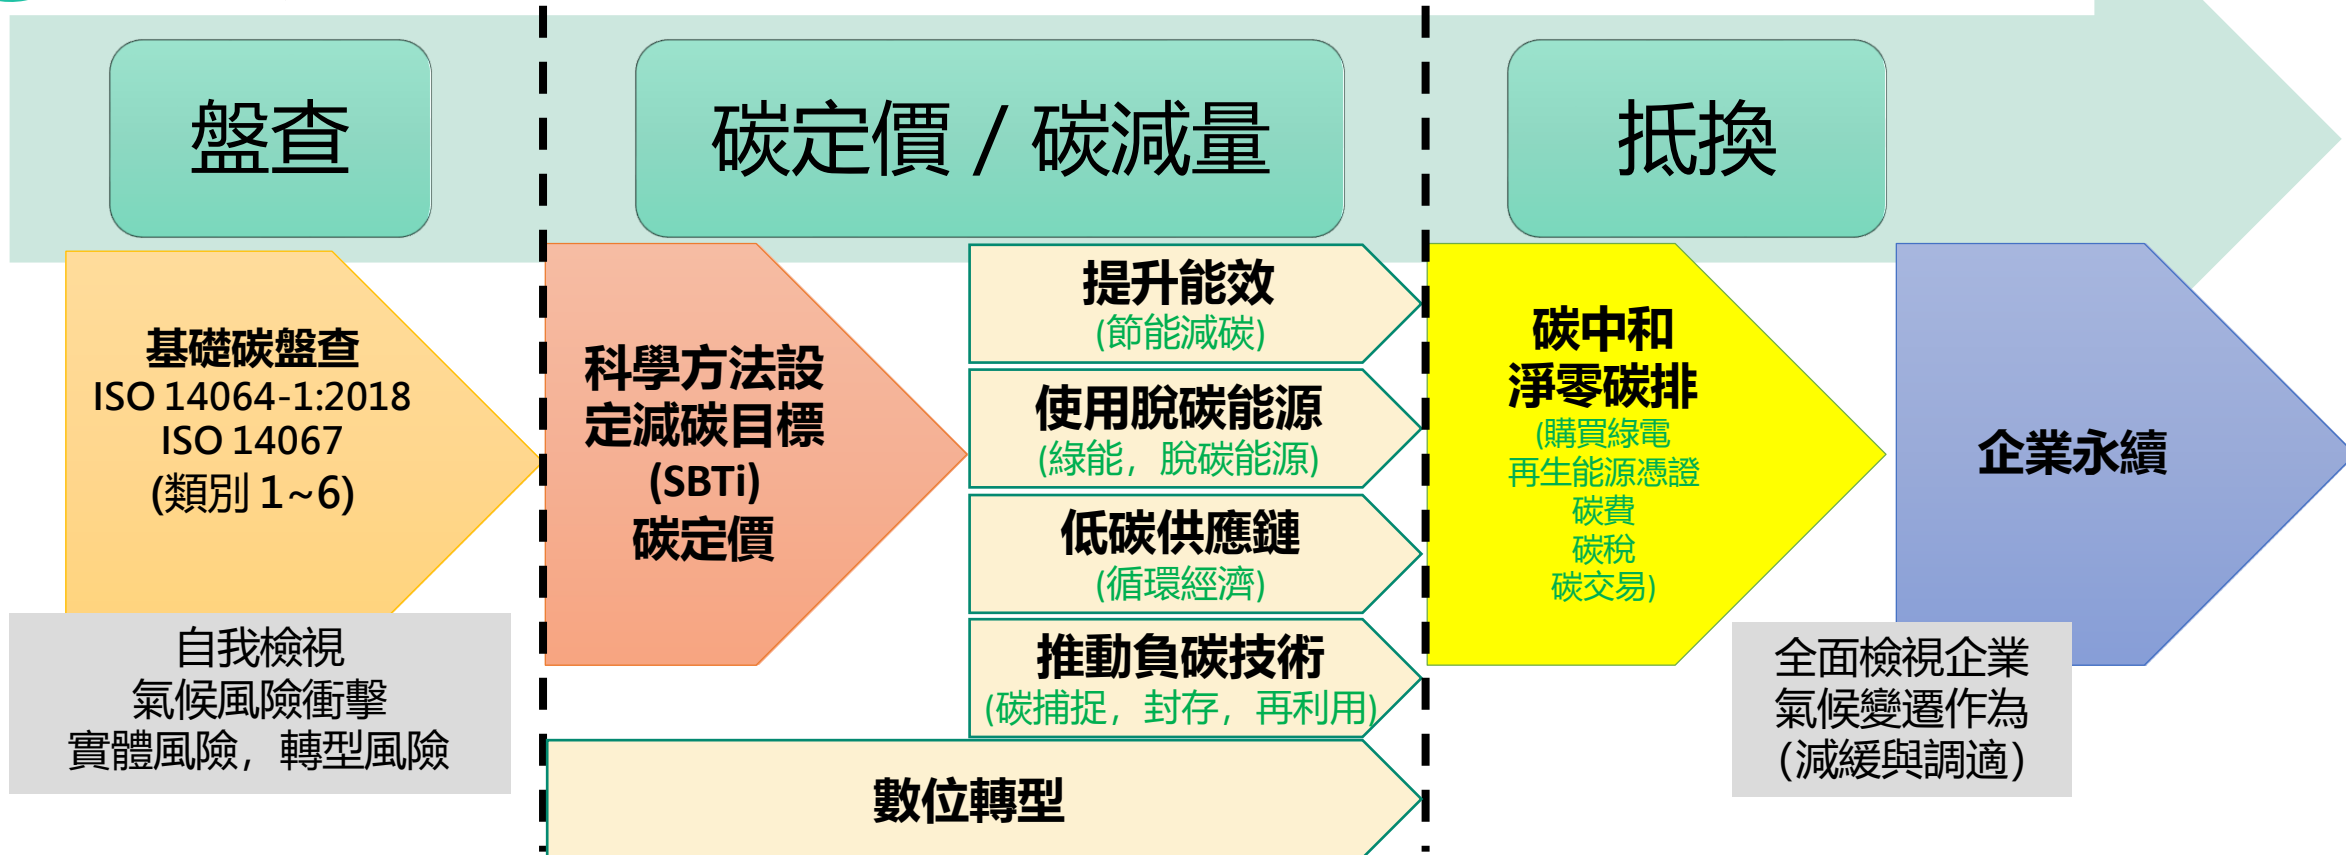 盤查
碳定價 / 碳減量
抵換
基礎碳盤查
ISO 14064-1:2018
ISO 14067
(類別 1~6)
自我檢視
氣候風險衝擊
實體風險，轉型風險
科學方法設
定減碳目標
(SBTi)
碳定價
提升能效
(節能減碳)
使用脫碳能源
(綠能，脫碳能源)
低碳供應鏈
(循環經濟)
推動負碳技術
(碳捕捉，封存，再利用)
數位轉型
碳中和
淨零碳排
(購買綠電
再生能源憑證
碳費
碳稅
碳交易)
企業永續
全面檢視企業
氣候變遷作為
(減緩與調適)